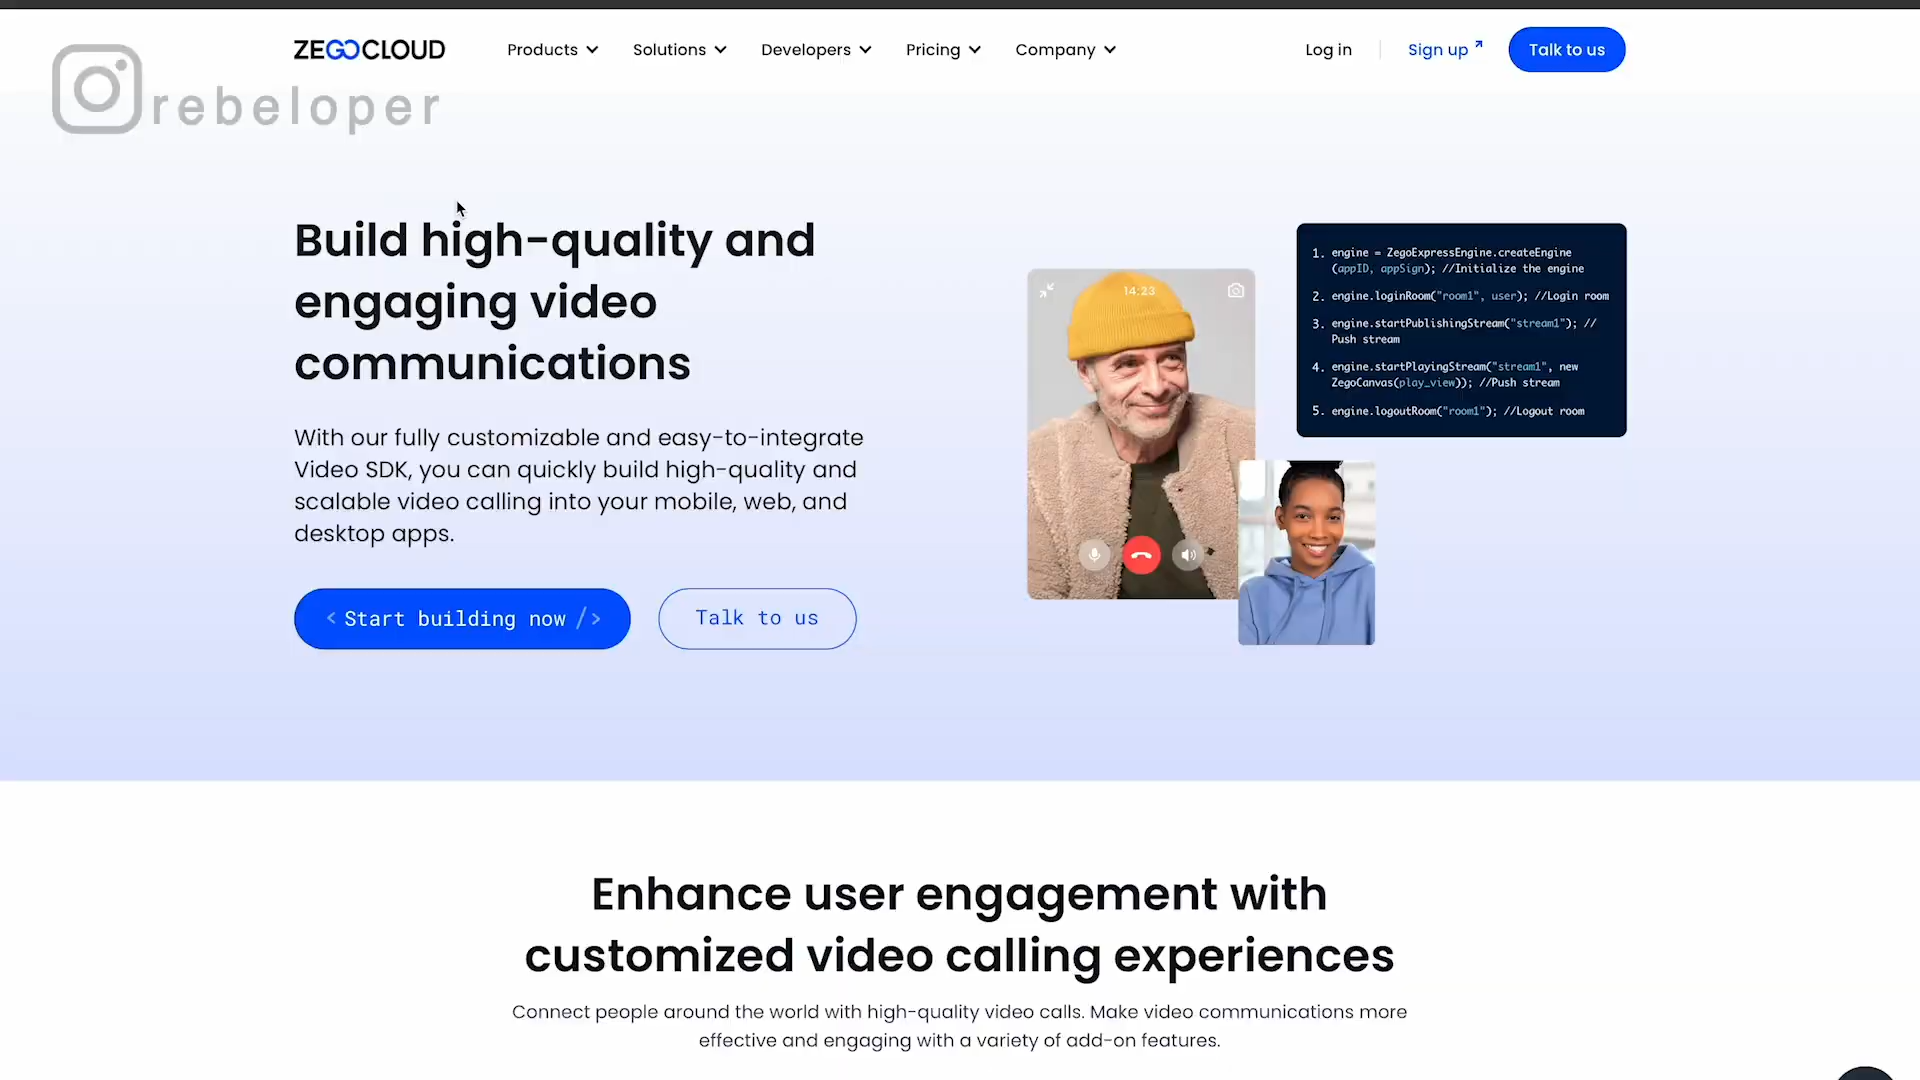 ZEGOCLOUD
Products
Solutions
Developers
Pricing
Company
Log in
Sign up
Talk to us
rebeloper
Build high-quality and
engaging video
communications
With our fully customizable and easy-to-integrate
Video SDK, you can quickly build high-quality and
scalable video calling into your mobile, web, and
desktop apps.
< Start building now />
Talk to us
14:23
1. engine = ZegoExpressEngine.createEngine
(appID, appSign); //Initialize the engine
2. engine.loginRoom("room1", user); //Login room
3. engine.startPublishingStream("stream1"); //
Push stream
4. engine.startPlayingStream("stream1", new
ZegoCanvas(play_view)); //Push stream
5. engine.logoutRoom("room1"); //Logout room
Enhance user engagement with
customized video calling experiences
Connect people around the world with high-quality video calls. Make video communications more
effective and engaging with a variety of add-on features.